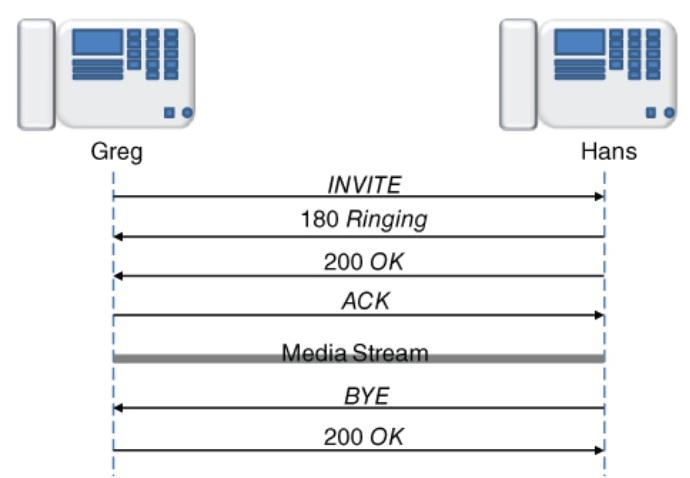 Greg
Hans
INVITE
180 Ringing
200 OK
ACK
Media Stream
BYE
200 OK